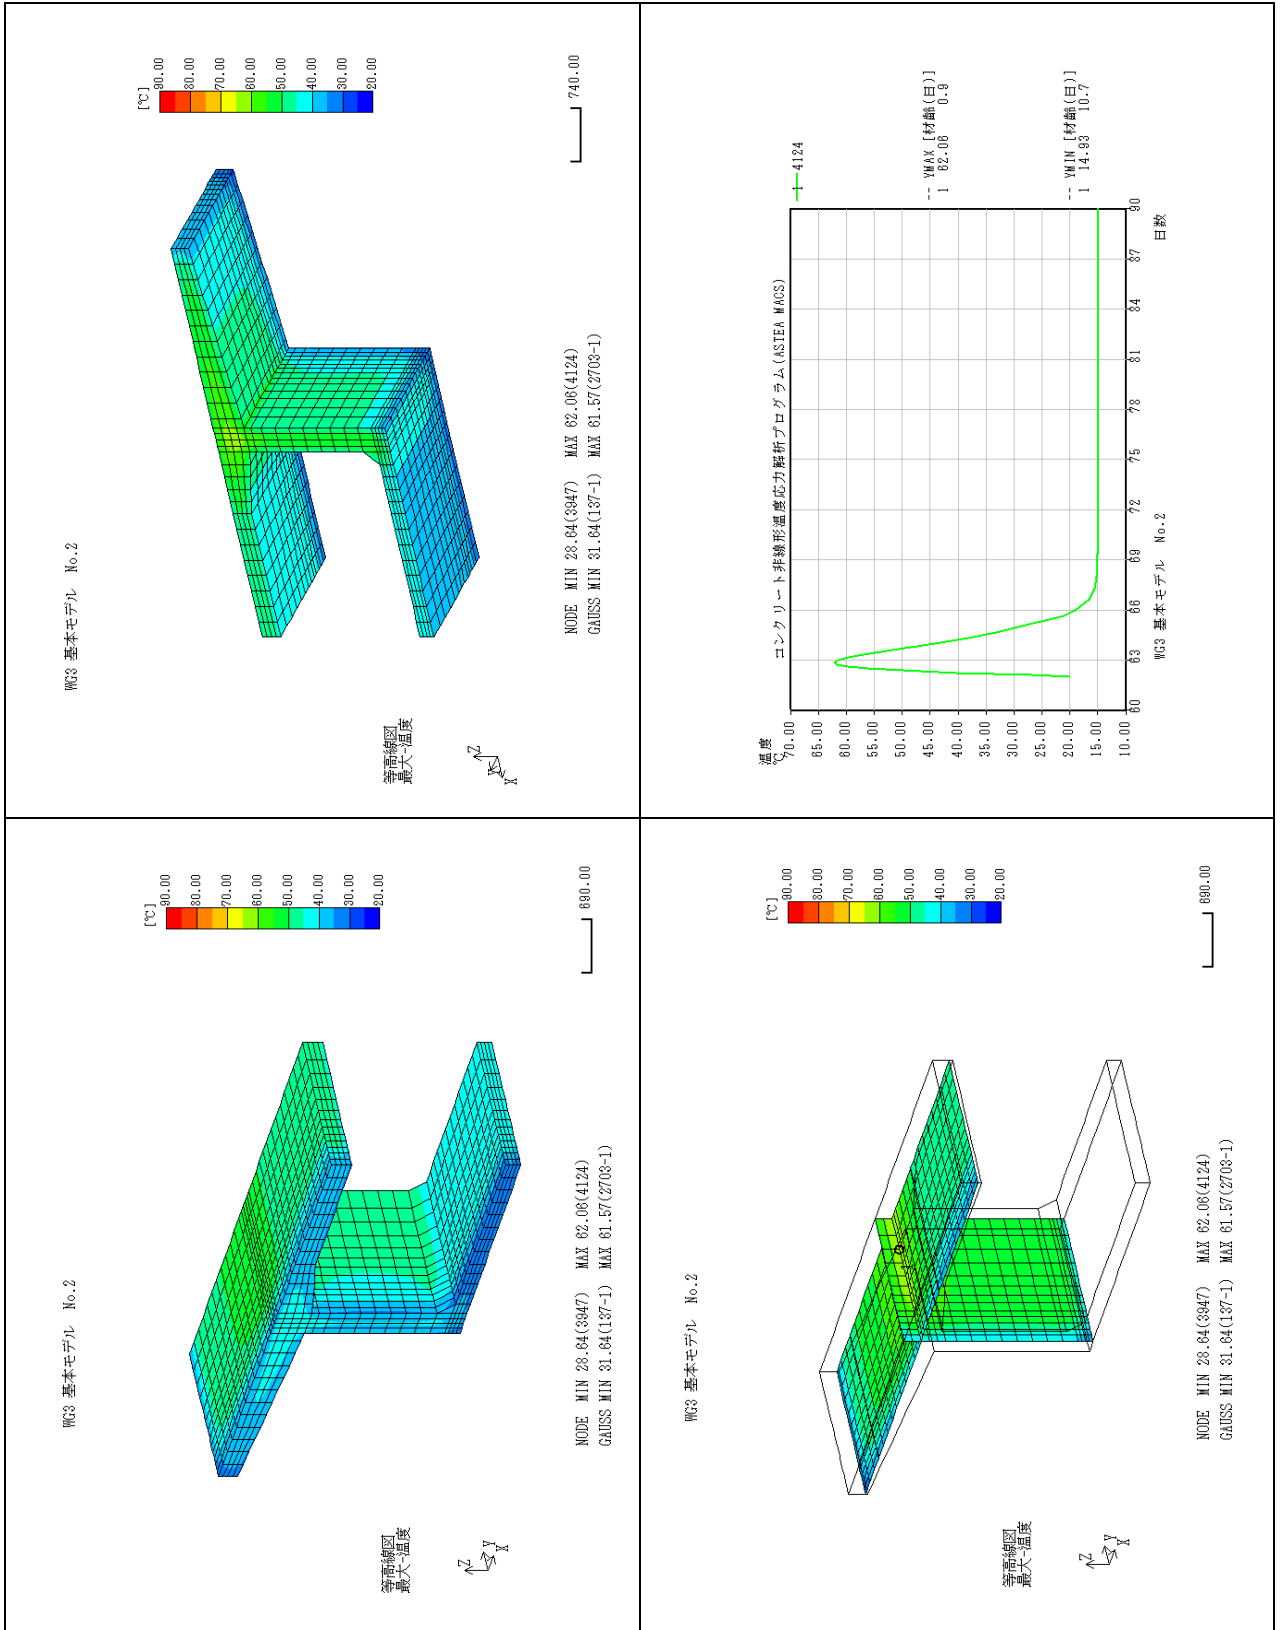 WG3 基本モデル No.2
[℃]
90.00
80.00
70.00
60.00
50.00
40.00
30.00
20.00
740.00
等高線図
最大-温度
Z
Y
X
NODE MIN 28.64(3947) MAX 62.06(4124)
GAUSS MIN 31.64(137-1) MAX 61.57(2703-1)
コンクリート非線形温度応力解析プログラム(ASTEA MACS)
温度
℃
70.00
65.00
60.00
55.00
50.00
45.00
40.00
35.00
30.00
25.00
20.00
15.00
10.00
60
63
66
69
72
75
78
81
84
87
90
日数
1 4124
-- YMAX [材齢(日)]
1 62.06 0.9
-- YMIN [材齢(日)]
1 14.93 10.7
WG3 基本モデル No.2
WG3 基本モデル No.2
[℃]
90.00
80.00
70.00
60.00
50.00
40.00
30.00
20.00
690.00
等高線図
最大-温度
Z
Y
X
NODE MIN 28.64(3947) MAX 62.06(4124)
GAUSS MIN 31.64(137-1) MAX 61.57(2703-1)
WG3 基本モデル No.2
[℃]
90.00
80.00
70.00
60.00
50.00
40.00
30.00
20.00
690.00
等高線図
最大-温度
Z
Y
X
NODE MIN 28.64(3947) MAX 62.06(4124)
GAUSS MIN 31.64(137-1) MAX 61.57(2703-1)